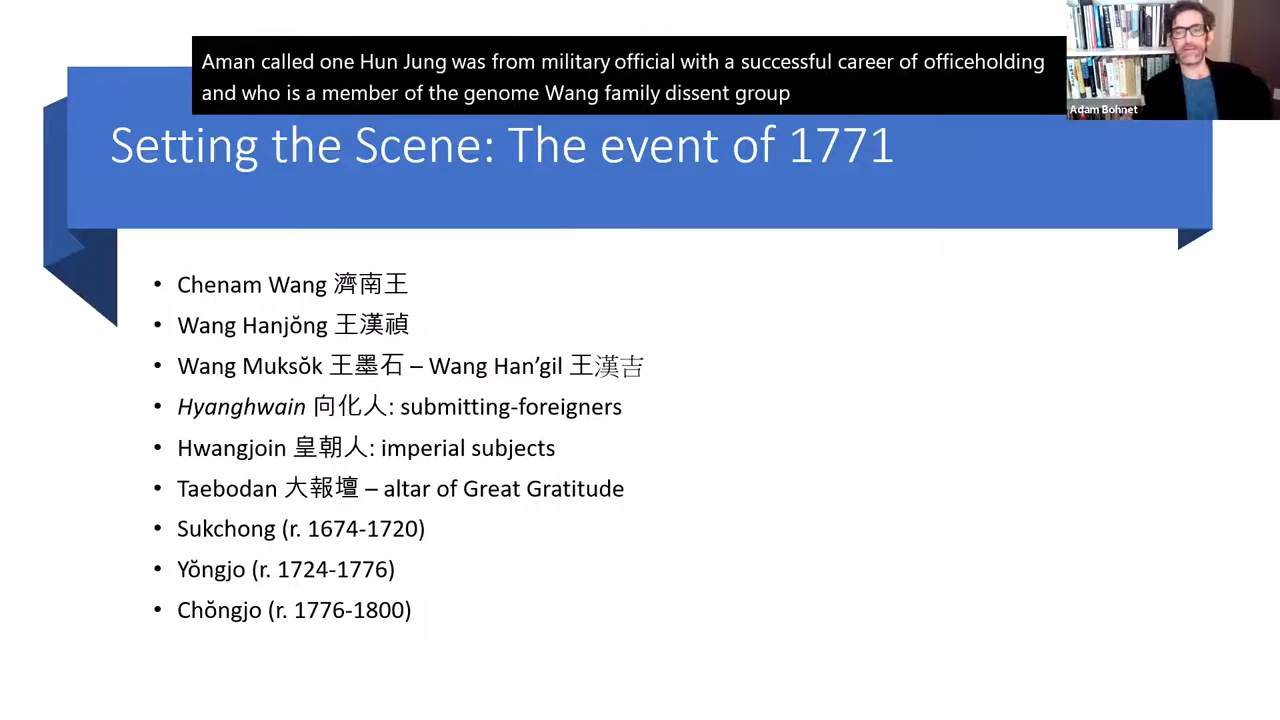 Aman called one Hun Jung was from military official with a successful career of officeholding
and who is a member of the genome Wang family dissent group
Adam Bohnet
Setting the Scene: The event of 1771
• Chenam Wang 濟南王
• Wang Hanjŏng 王漢禎
• Wang Muksŏk 王墨石 – Wang Han’gil 王漢吉
• Hyanghwain 向化人: submitting-foreigners
• Hwangjoin 皇朝人: imperial subjects
• Taebodan 大報壇 – altar of Great Gratitude
• Sukchong (r. 1674-1720)
• Yŏngjo (r. 1724-1776)
• Chŏngjo (r. 1776-1800)